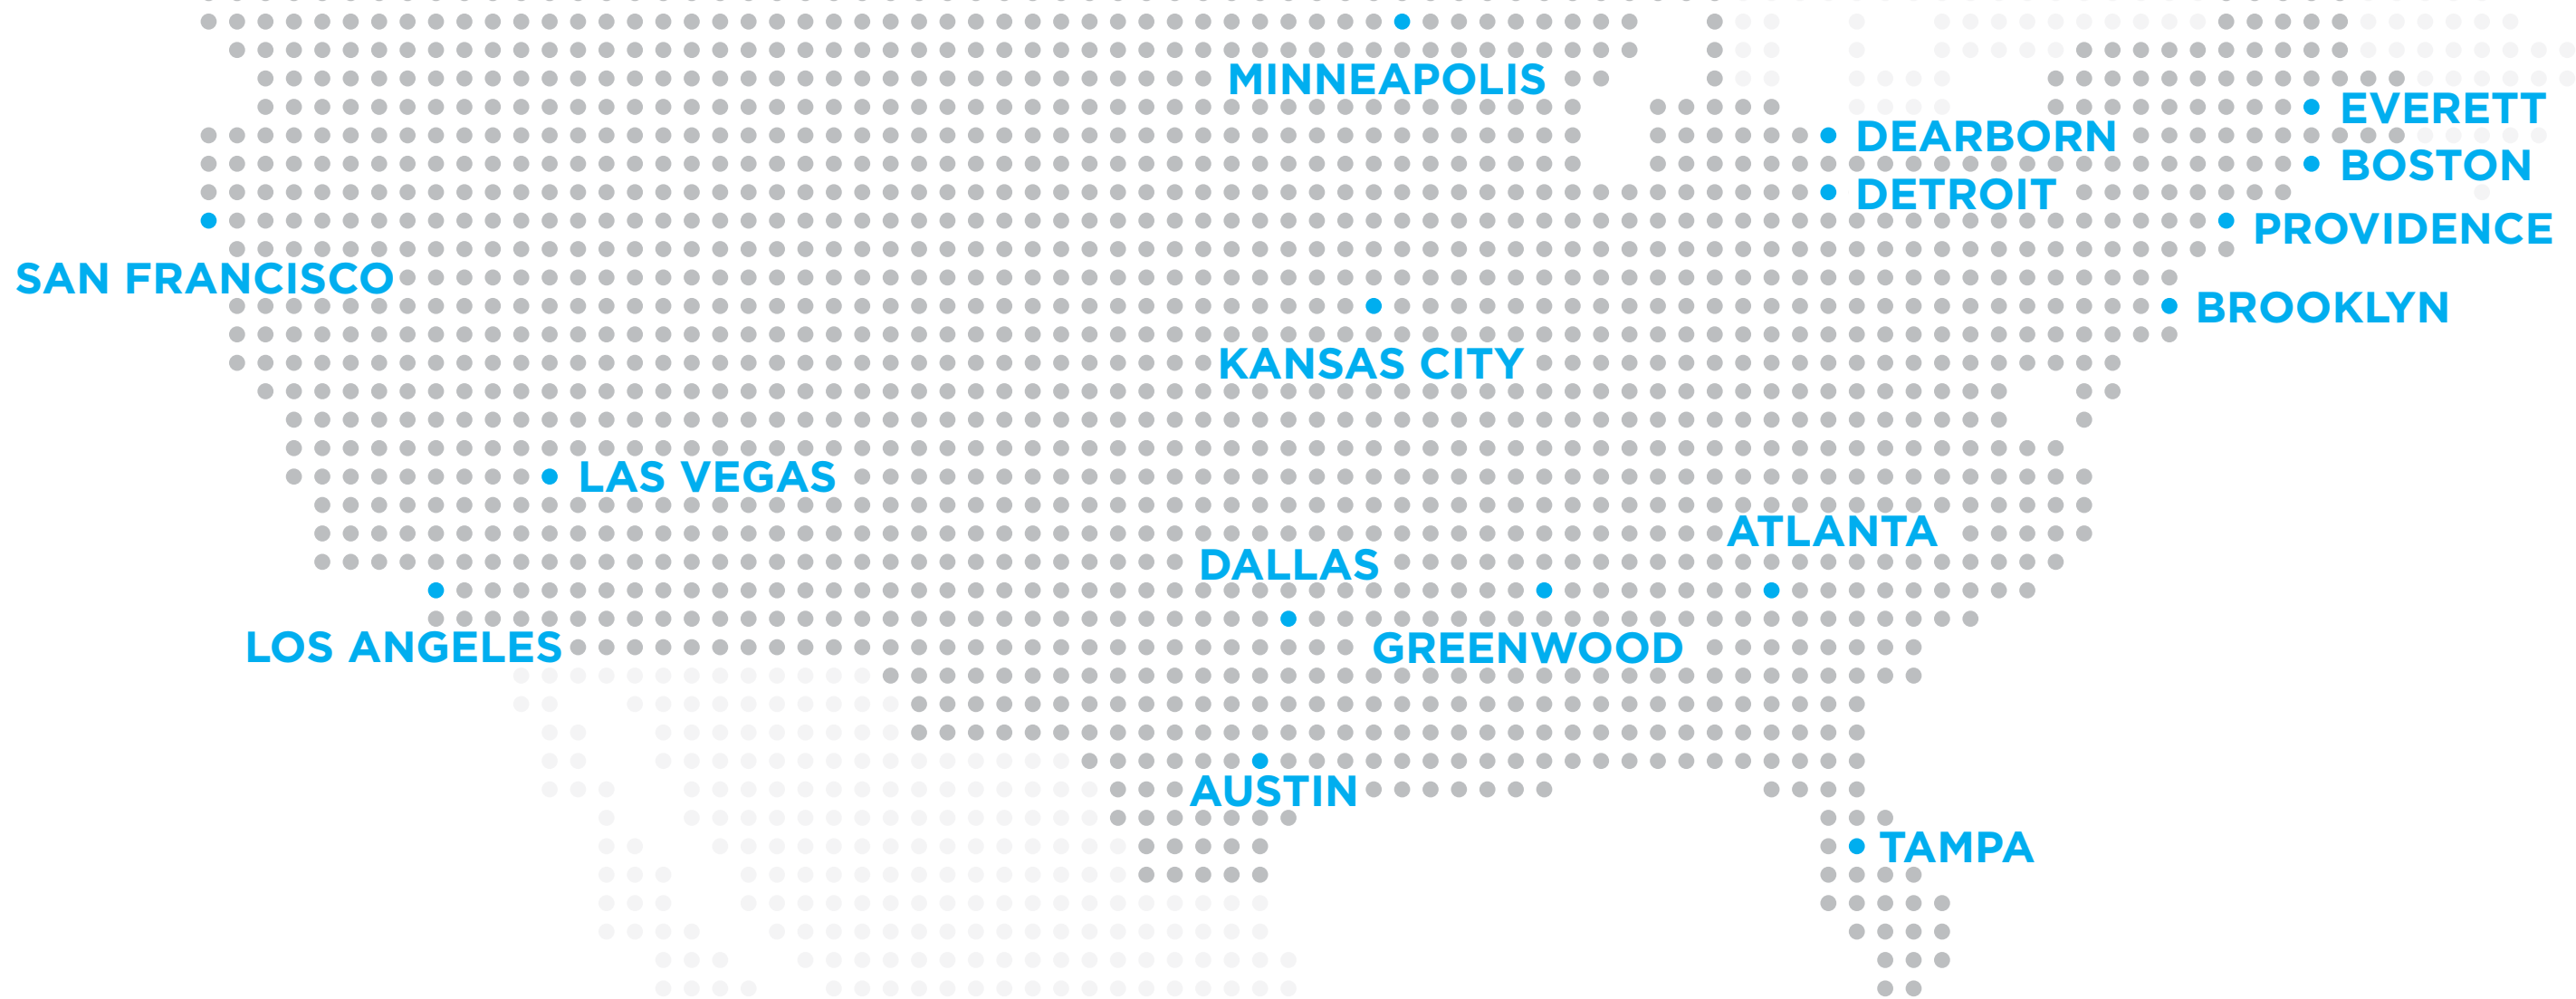 MINNEAPOLIS
EVERETT
DEARBORN
BOSTON
DETROIT
PROVIDENCE
SAN FRANCISCO
BROOKLYN
KANSAS CITY
LAS VEGAS
ATLANTA
DALLAS
LOS ANGELES
GREENWOOD
AUSTIN
TAMPA